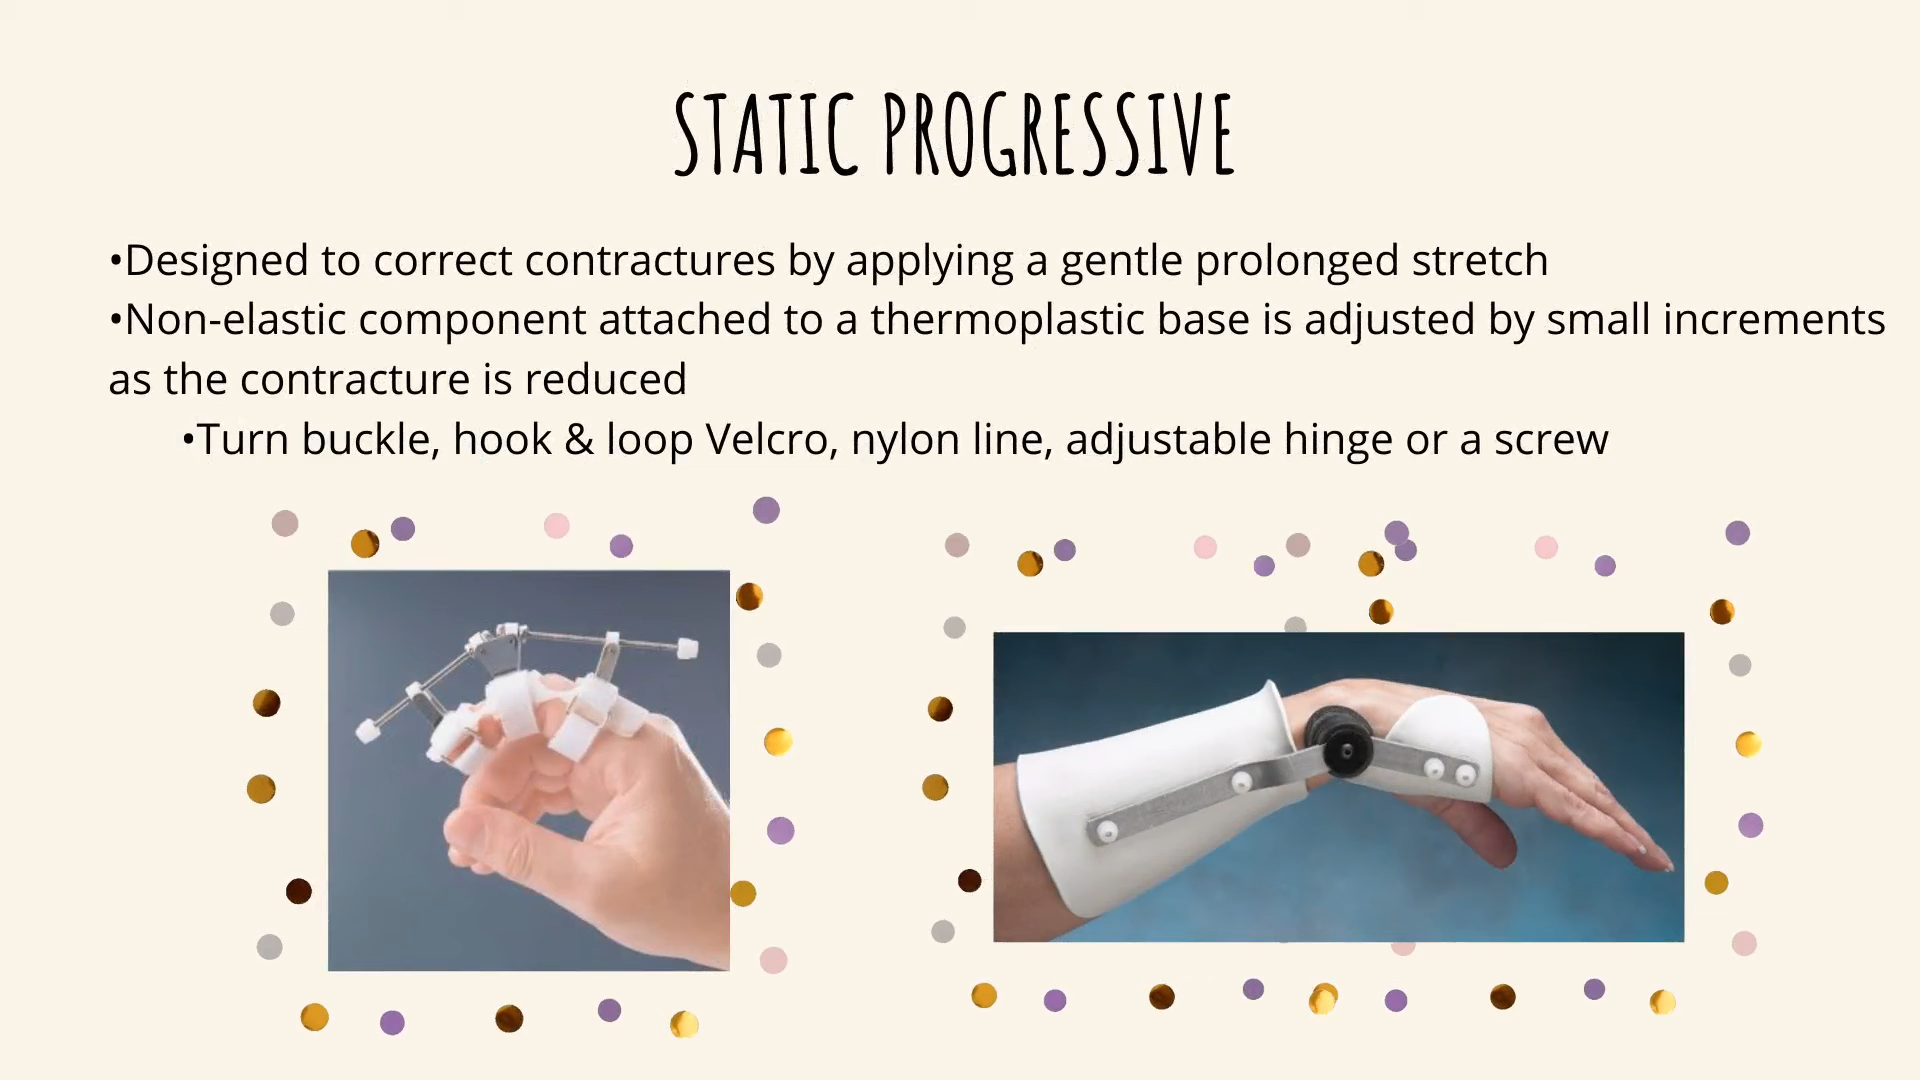 STATIC PROGRESSIVE
•Designed to correct contractures by applying a gentle prolonged stretch
•Non-elastic component attached to a thermoplastic base is adjusted by small increments
as the contracture is reduced
•Turn buckle, hook & loop Velcro, nylon line, adjustable hinge or a screw